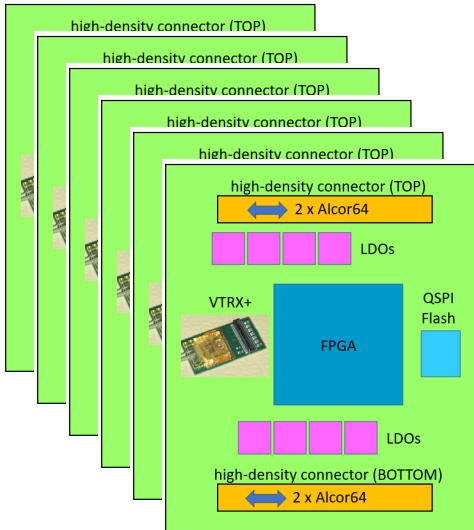 high-density connector (TOP)
high-density connector (TOP)
high-density connector (TOP)
high-density connector (TOP)
high-density connector (TOP)
high-density connector (TOP)
2 x Alcor64
LDOs
VTRX+
QSPI
Flash
FPGA
LDOs
high-density connector (BOTTOM)
2 x Alcor64